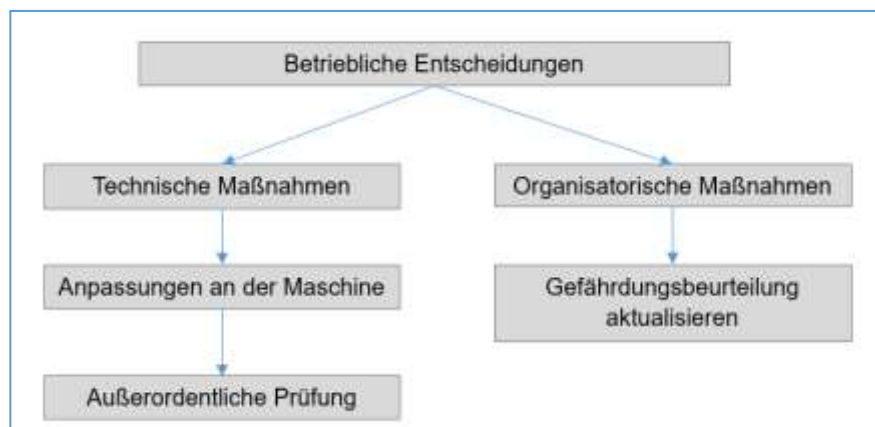 Betriebliche Entscheidungen
Technische Maßnahmen
Organisatorische Maßnahmen
Anpassungen an der Maschine
Gefährdungsbeurteilung
aktualisieren
Außerordentliche Prüfung